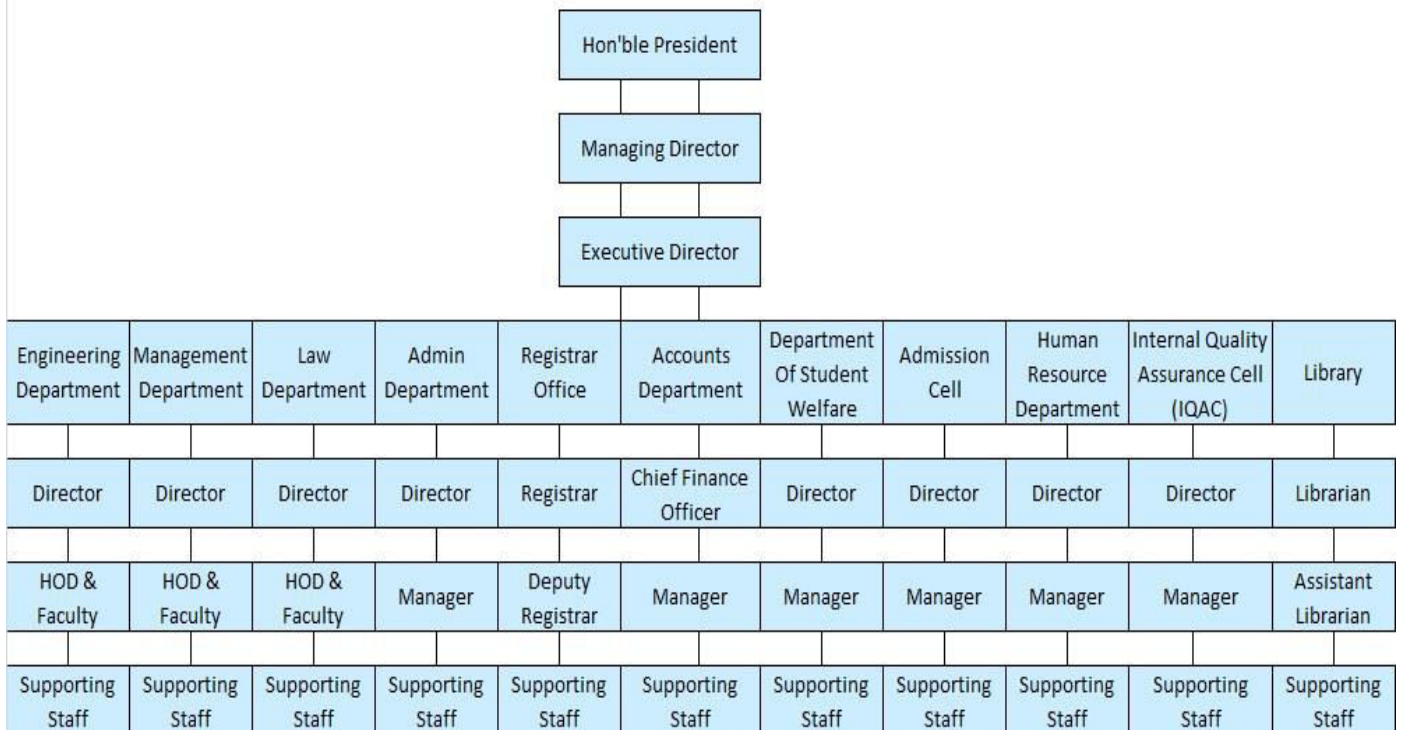 Hon'ble President
Managing Director
Executive Director
Engineering
Department
Management
Department
Law
Department
Admin
Department
Registrar
Office
Accounts
Department
Department
Of Student
Welfare
Admission
Cell
Human
Resource
Department
Internal Quality
Assurance Cell
(IQAC)
Library
Director
Director
Director
Director
Registrar
Chief Finance
Officer
Director
Director
Director
Director
Librarian
HOD &
Faculty
HOD &
Faculty
HOD &
Faculty
Manager
Deputy
Registrar
Manager
Manager
Manager
Manager
Manager
Assistant
Librarian
Supporting
Staff
Supporting
Staff
Supporting
Staff
Supporting
Staff
Supporting
Staff
Supporting
Staff
Supporting
Staff
Supporting
Staff
Supporting
Staff
Supporting
Staff
Supporting
Staff